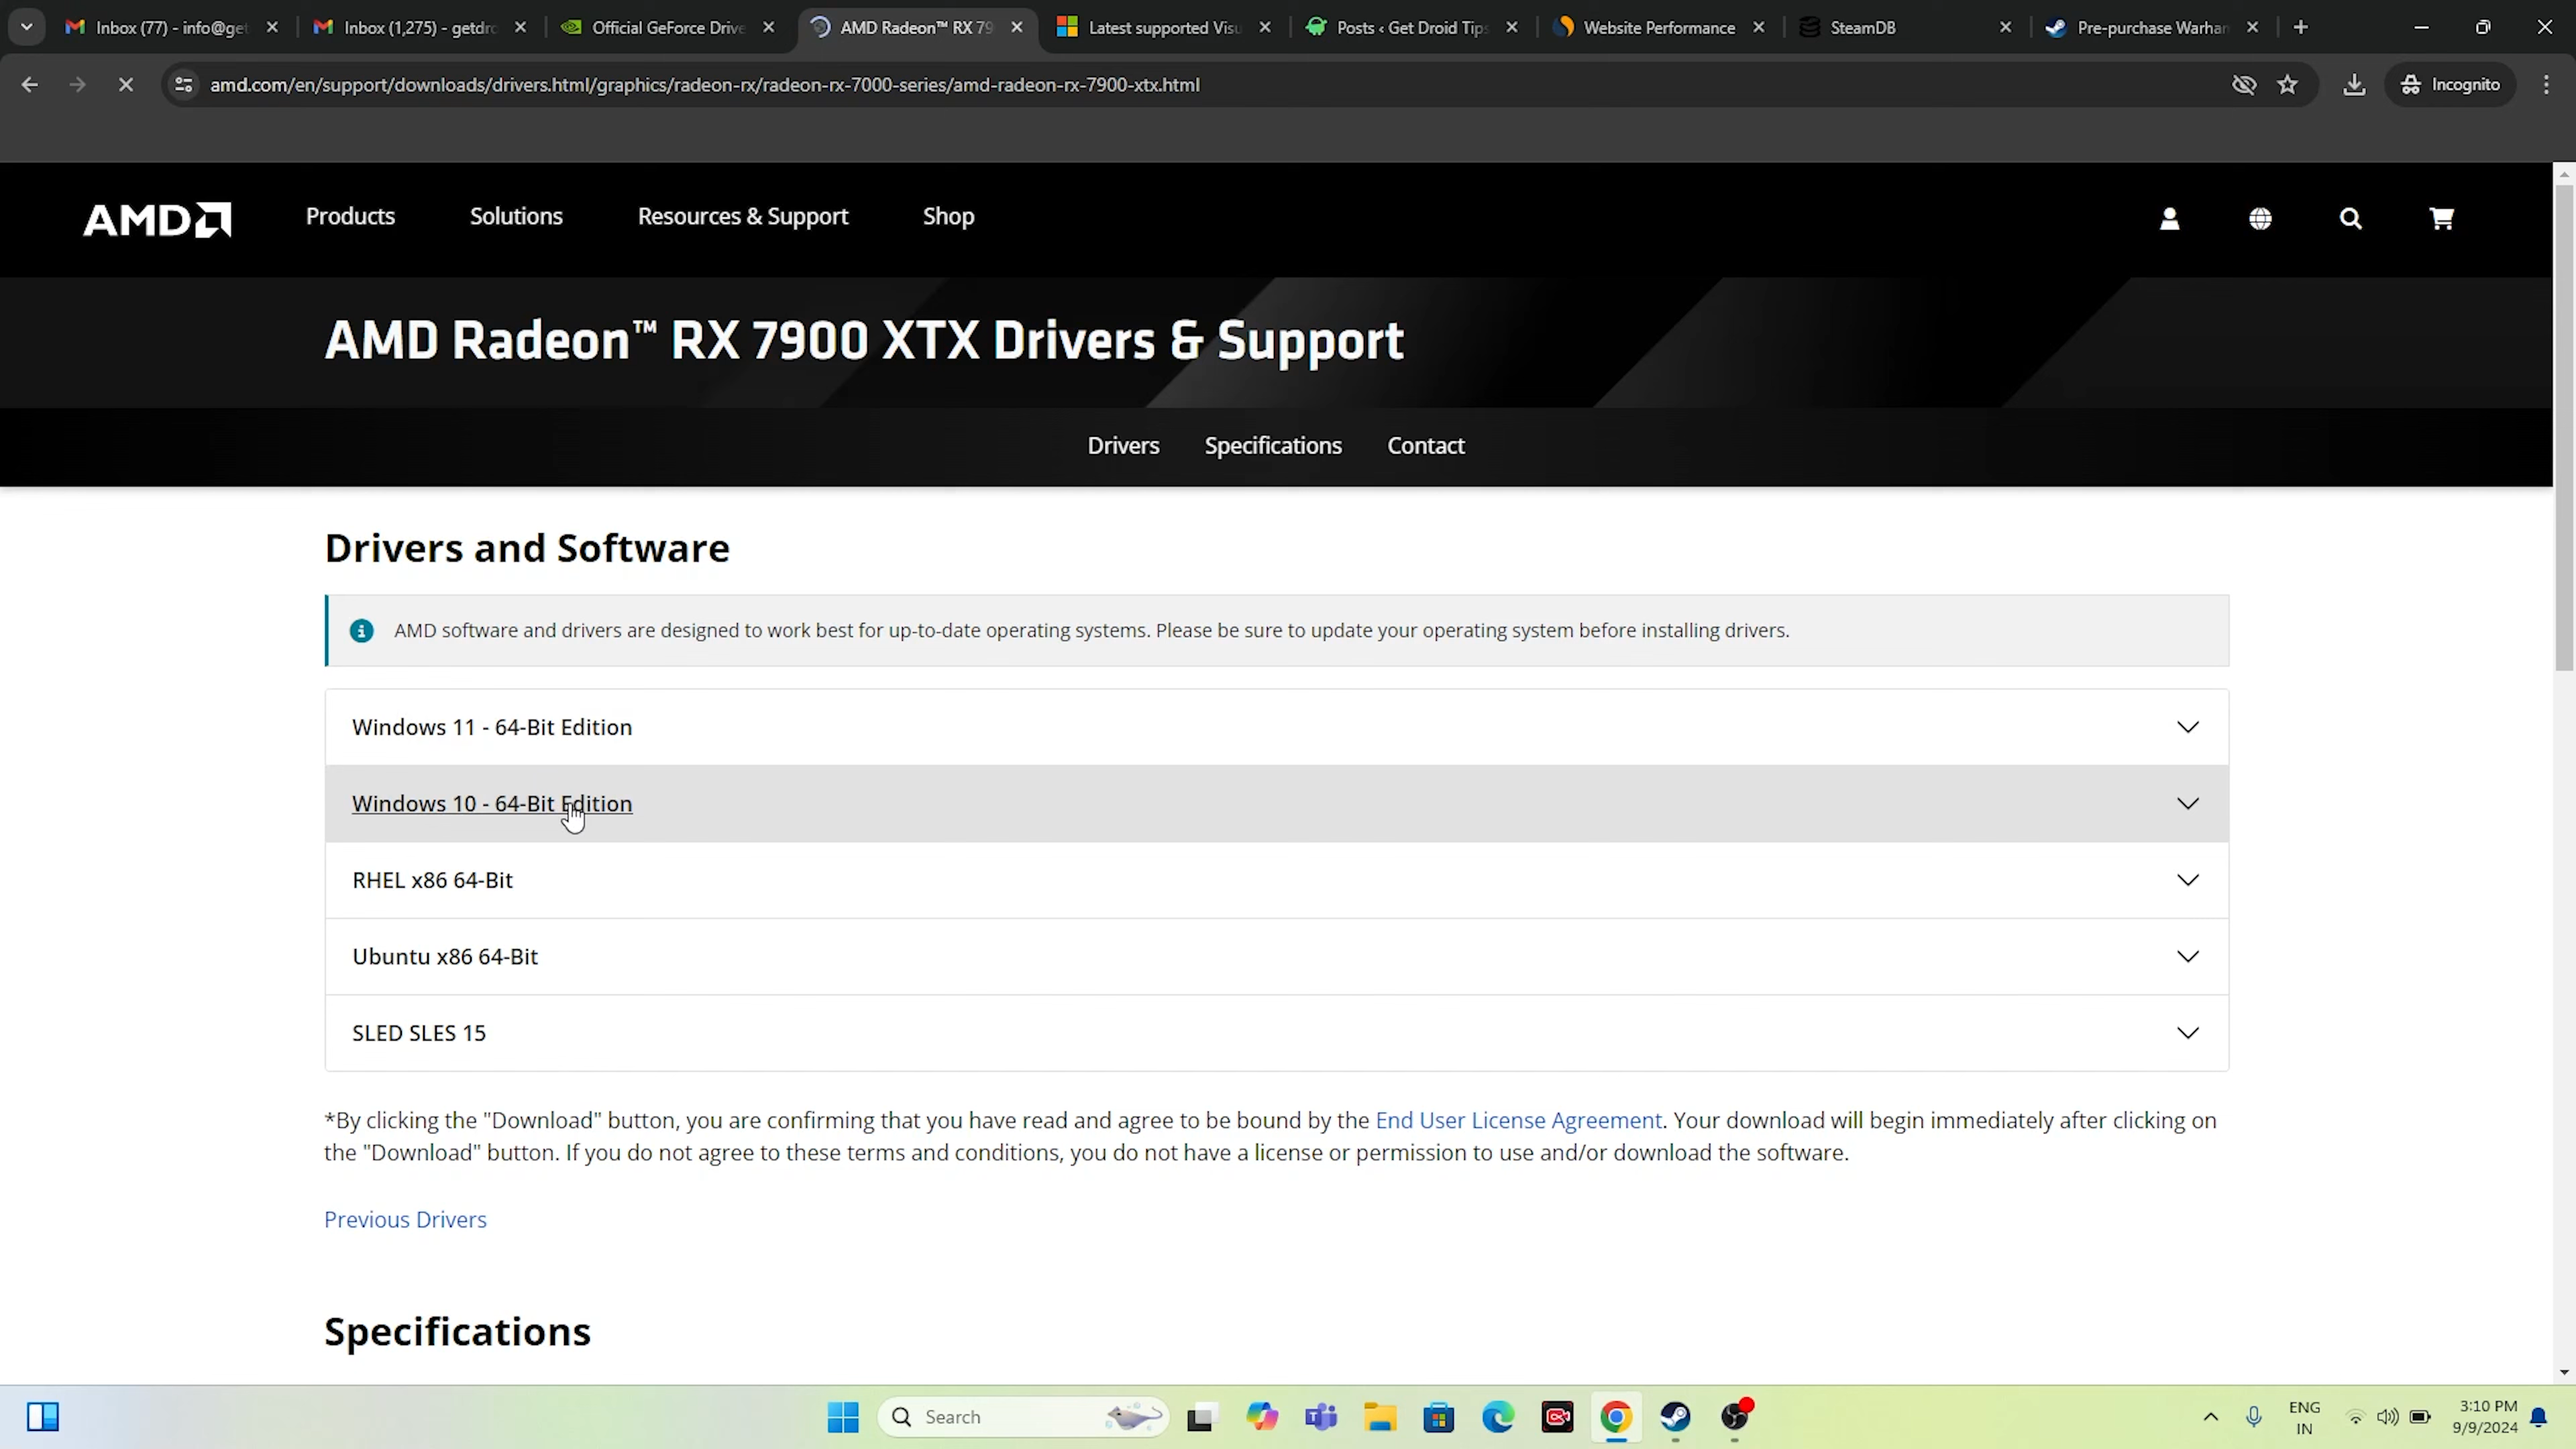 Inbox (77) - info@get
Inbox (1,275) - getdro
Official GeForce Drive
AMD Radeon™ RX 79
Latest supported Visu
Posts ‹ Get Droid Tips
Website Performance
SteamDB
Pre-purchase Warhan
amd.com/en/support/downloads/drivers.html/graphics/radeon-rx/radeon-rx-7000-series/amd-radeon-rx-7900-xtx.html
Incognito
AMD
Products
Solutions
Resources & Support
Shop
AMD Radeon™ RX 7900 XTX Drivers & Support
Drivers
Specifications
Contact
Drivers and Software
AMD software and drivers are designed to work best for up-to-date operating systems. Please be sure to update your operating system before installing drivers.
Windows 11 - 64-Bit Edition
Windows 10 - 64-Bit Edition
RHEL x86 64-Bit
Ubuntu x86 64-Bit
SLED SLES 15
*By clicking the "Download" button, you are confirming that you have read and agree to be bound by the End User License Agreement. Your download will begin immediately after clicking on
the "Download" button. If you do not agree to these terms and conditions, you do not have a license or permission to use and/or download the software.
Previous Drivers
Specifications
Search
ENG
IN
3:10 PM
9/9/2024